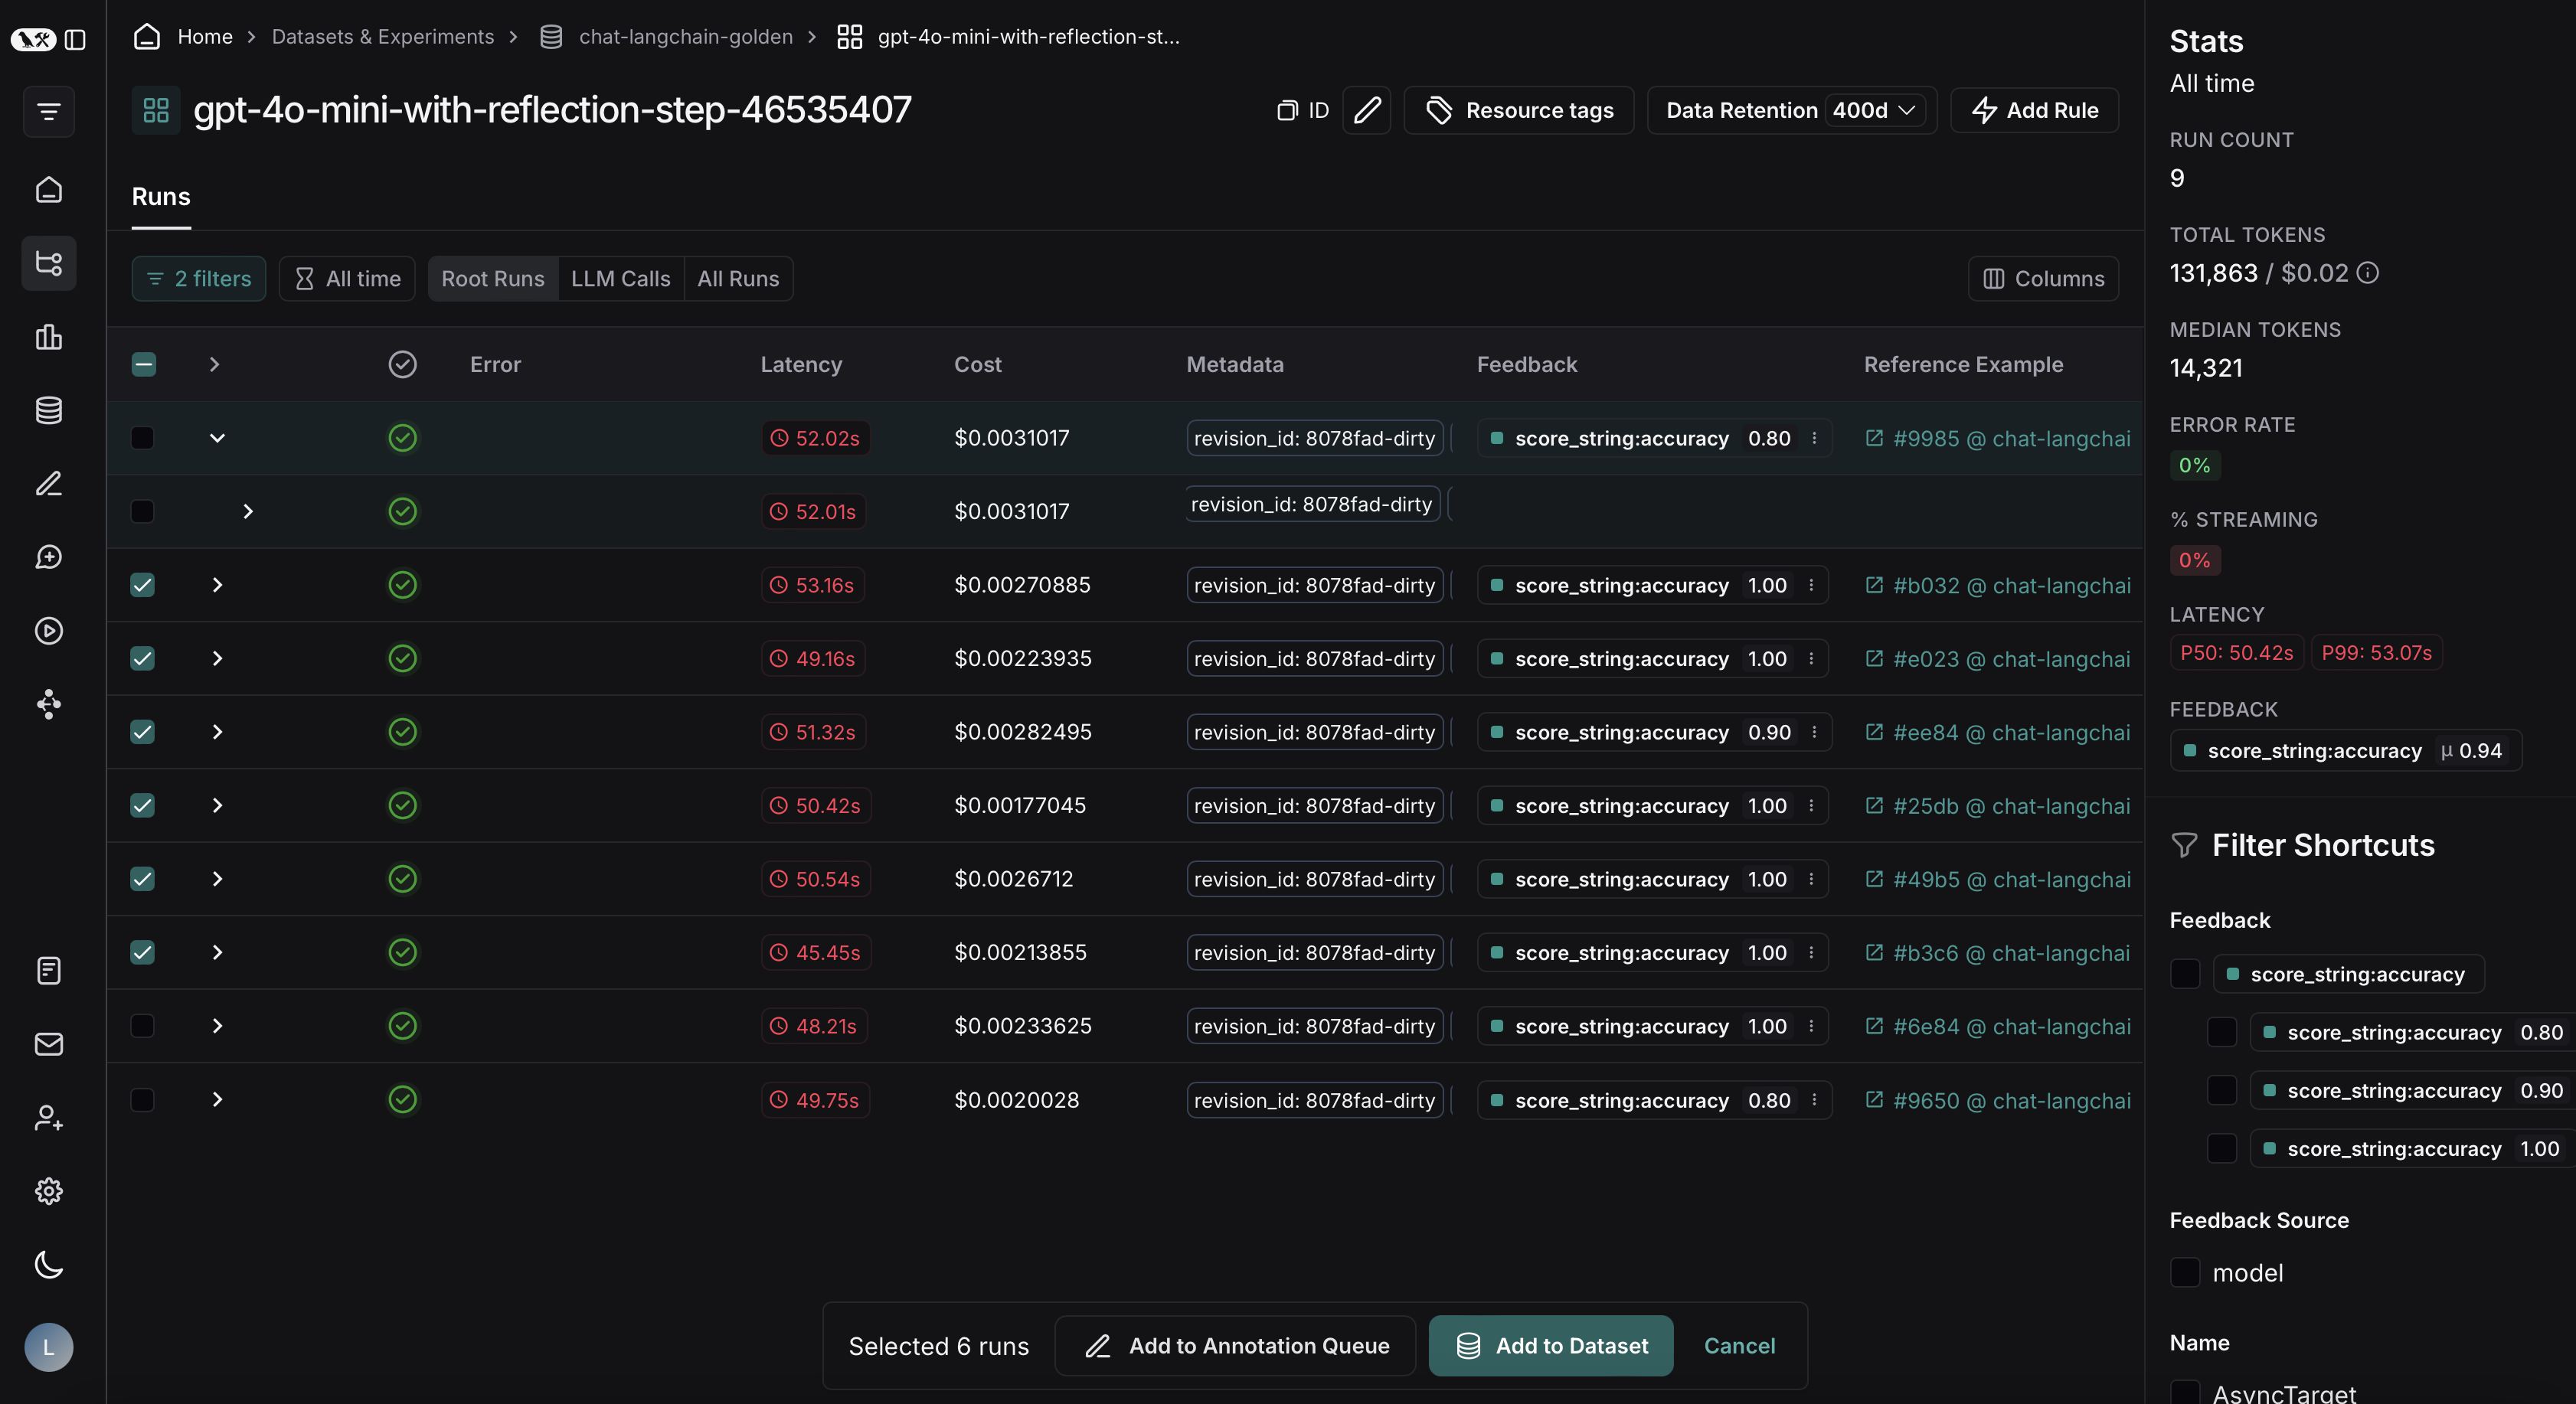 Home > Datasets & Experiments > chat-langchain-golden > gpt-4o-mini-with-reflection-st...
gpt-4o-mini-with-reflection-step-46535407
ID
Resource tags
Data Retention 400d
Add Rule
Runs
2 filters
All time
Root Runs
LLM Calls
All Runs
Columns
Error Latency Cost Metadata Feedback Reference Example
52.02s $0.0031017 revision_id: 8078fad-dirty score_string:accuracy 0.80 #9985 @ chat-langchai
52.01s $0.0031017 revision_id: 8078fad-dirty
53.16s $0.00270885 revision_id: 8078fad-dirty score_string:accuracy 1.00 #b032 @ chat-langchai
49.16s $0.00223935 revision_id: 8078fad-dirty score_string:accuracy 1.00 #e023 @ chat-langchai
51.32s $0.00282495 revision_id: 8078fad-dirty score_string:accuracy 0.90 #ee84 @ chat-langchai
50.42s $0.00177045 revision_id: 8078fad-dirty score_string:accuracy 1.00 #25db @ chat-langchai
50.54s $0.0026712 revision_id: 8078fad-dirty score_string:accuracy 1.00 #49b5 @ chat-langchai
45.45s $0.00213855 revision_id: 8078fad-dirty score_string:accuracy 1.00 #b3c6 @ chat-langchai
48.21s $0.00233625 revision_id: 8078fad-dirty score_string:accuracy 1.00 #6e84 @ chat-langchai
49.75s $0.0020028 revision_id: 8078fad-dirty score_string:accuracy 0.80 #9650 @ chat-langchai
Selected 6 runs
Add to Annotation Queue
Add to Dataset
Cancel
L
Stats
All time
RUN COUNT
9
TOTAL TOKENS
131,863 / $0.02
MEDIAN TOKENS
14,321
ERROR RATE
0%
% STREAMING
0%
LATENCY
P50: 50.42s P99: 53.07s
FEEDBACK
score_string:accuracy μ 0.94
Filter Shortcuts
Feedback
score_string:accuracy
score_string:accuracy 0.80
score_string:accuracy 0.90
score_string:accuracy 1.00
Feedback Source
model
Name
AsyncTarget